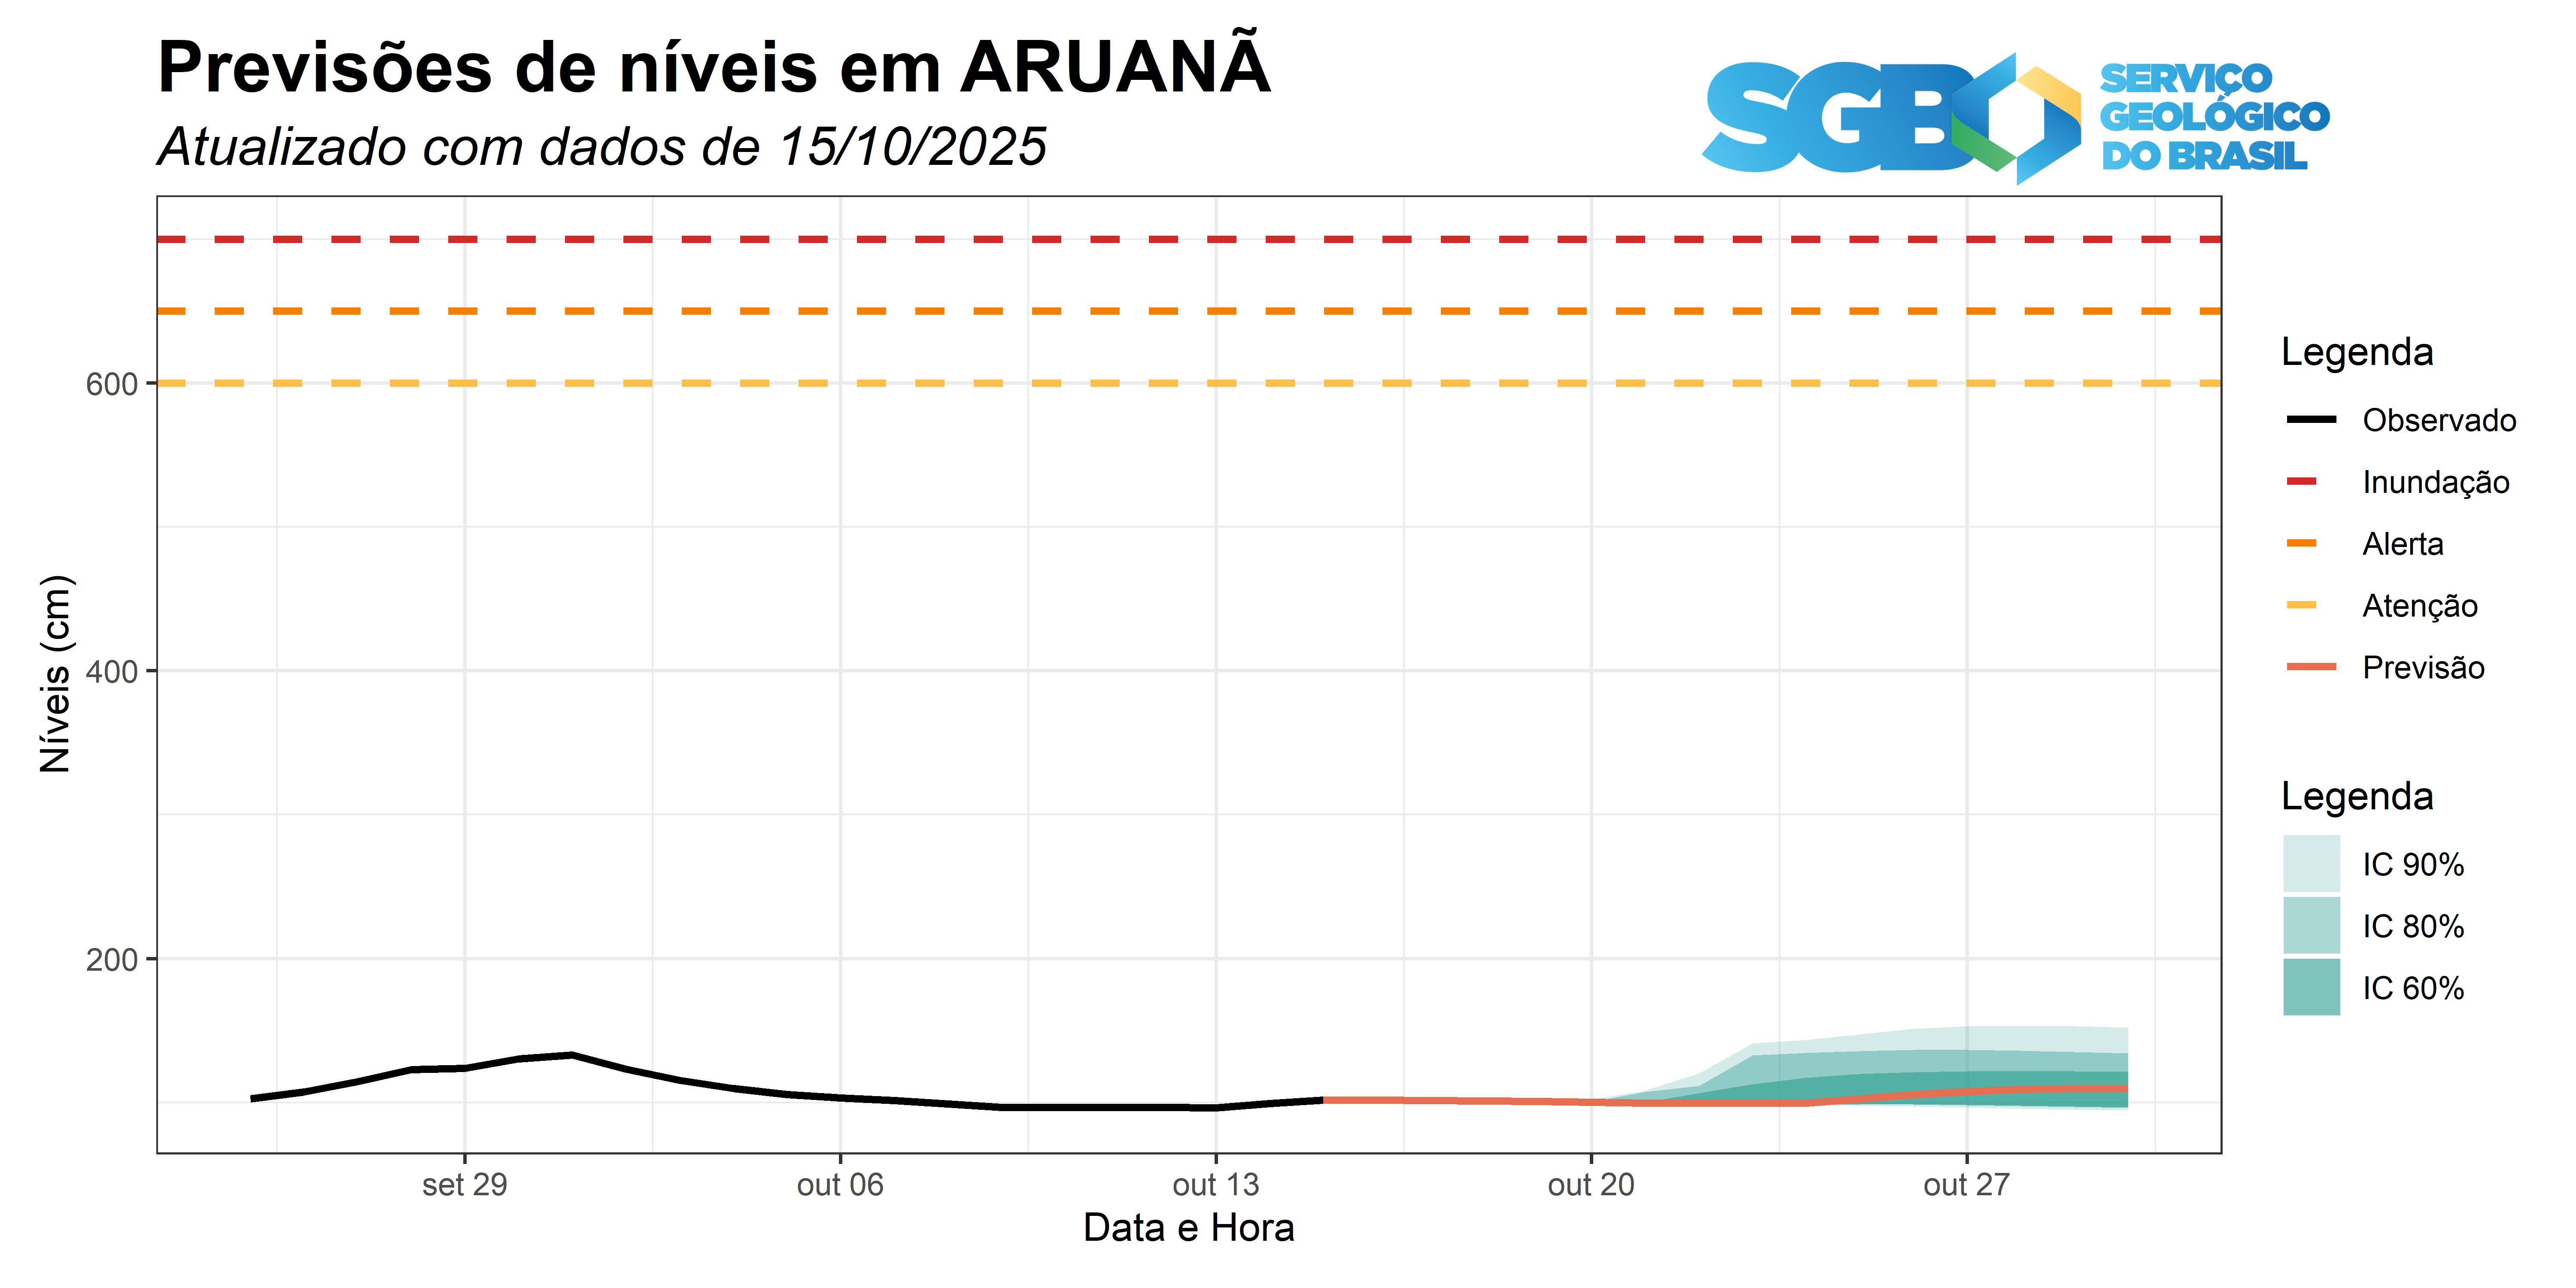 Previsões de níveis em ARUANÃ
Atualizado com dados de 15/10/2025
SGB
SERVIÇO
GEOLÓGICO
DO BRASIL
Níveis (cm)
600
400
200
set 29
out 06
out 13
out 20
out 27
Data e Hora
Legenda
Observado
Inundação
Alerta
Atenção
Previsão
Legenda
IC 90%
IC 80%
IC 60%